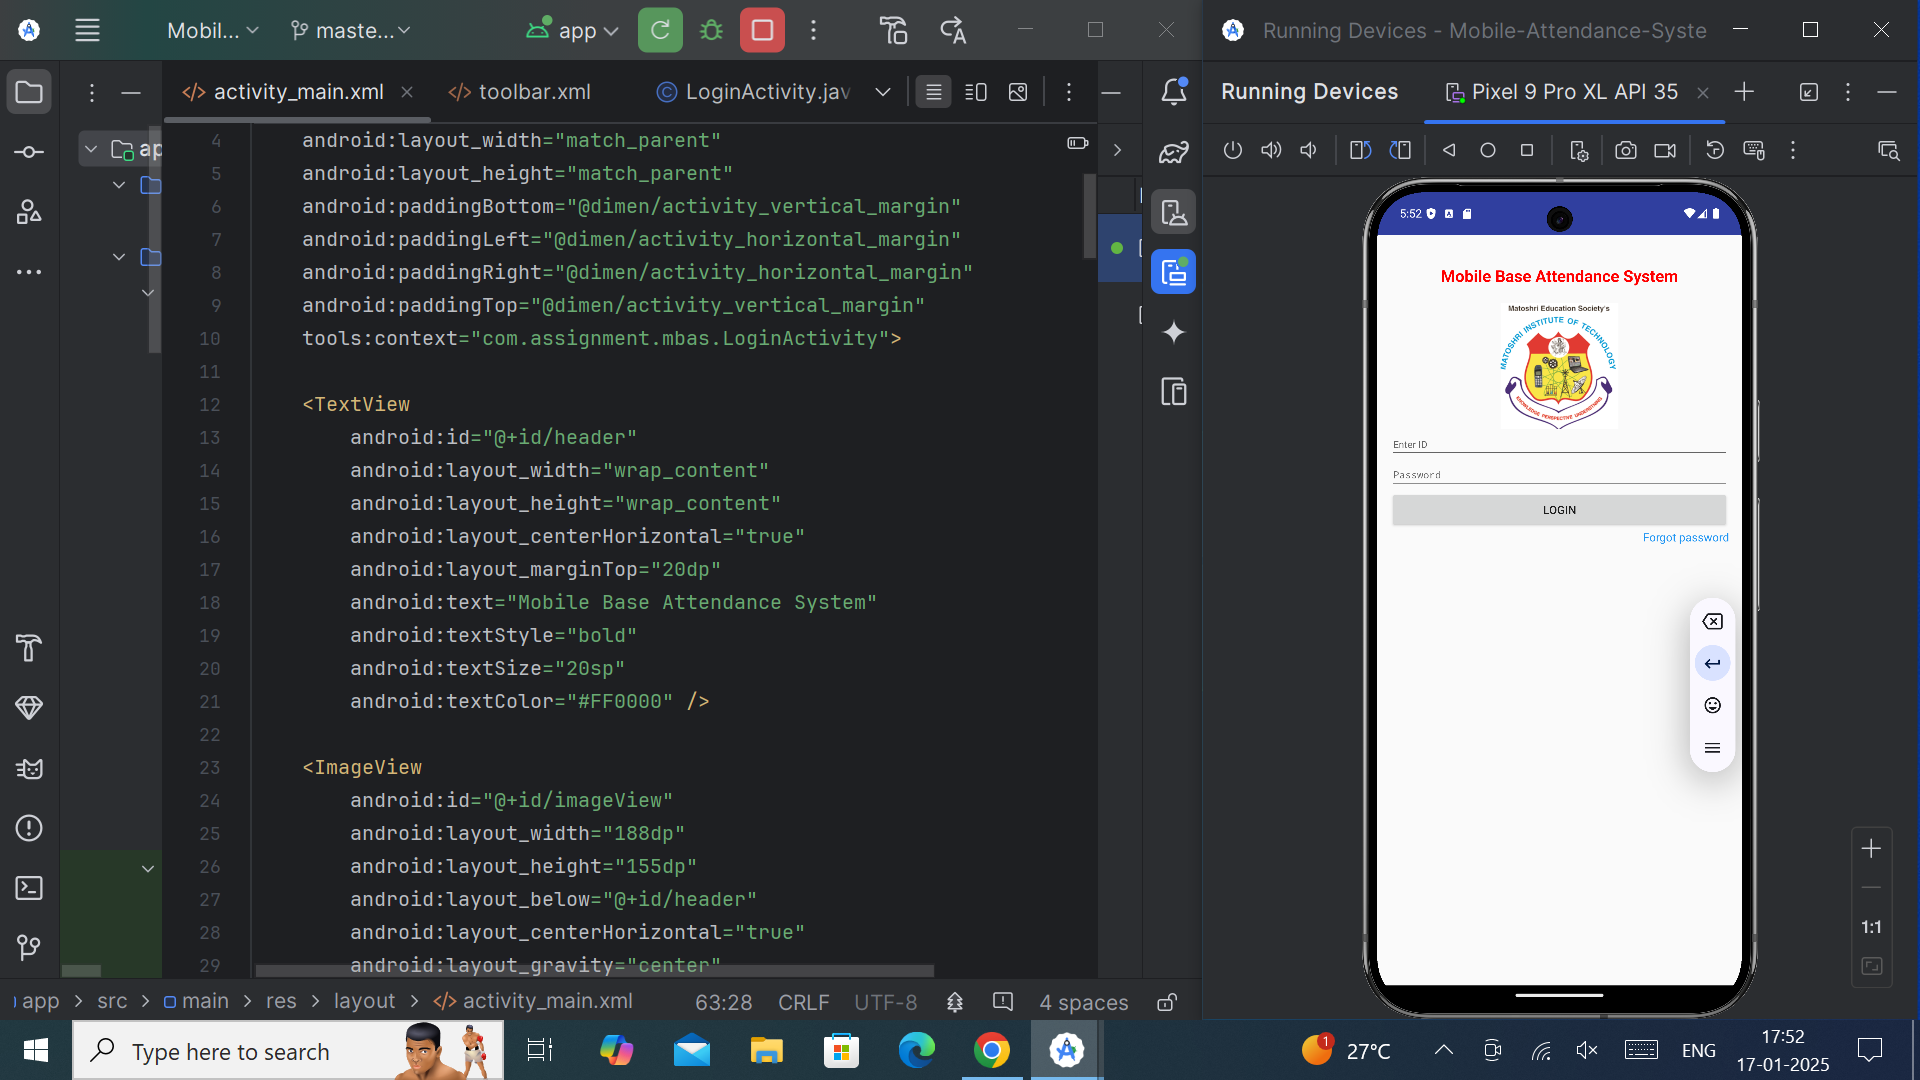 Mobil...
maste...
app
Running Devices - Mobile-Attendance-Syste
activity_main.xml
toolbar.xml
LoginActivity.jav
Running Devices
Pixel 9 Pro XL API 35
4 android:layout_width="match_parent"
5 android:layout_height="match_parent"
6 android:paddingBottom="@dimen/activity_vertical_margin"
7 android:paddingLeft="@dimen/activity_horizontal_margin"
8 android:paddingRight="@dimen/activity_horizontal_margin"
9 android:paddingTop="@dimen/activity_vertical_margin"
10 tools:context="com.assignment.mbas.LoginActivity">
11
12 <TextView
13 android:id="@+id/header"
14 android:layout_width="wrap_content"
15 android:layout_height="wrap_content"
16 android:layout_centerHorizontal="true"
17 android:layout_marginTop="20dp"
18 android:text="Mobile Base Attendance System"
19 android:textStyle="bold"
20 android:textSize="20sp"
21 android:textColor="#FF0000" />
22
23 <ImageView
24 android:id="@+id/imageView"
25 android:layout_width="188dp"
26 android:layout_height="155dp"
27 android:layout_below="@+id/header"
28 android:layout_centerHorizontal="true"
29 android:layout_gravity="center"
ap
5:52
Mobile Base Attendance System
Matoshri Education Society's
MATOSHRI INSTITUTE OF TECHNOLOGY
KNOWLEDGE PERSPECTIVE UNDERSTANDING
Enter ID
Password
LOGIN
Forgot password
1:1
app > src > main > res > layout > activity_main.xml
63:28
CRLF
UTF-8
4 spaces
Type here to search
1
27°C
ENG
17:52
17-01-2025